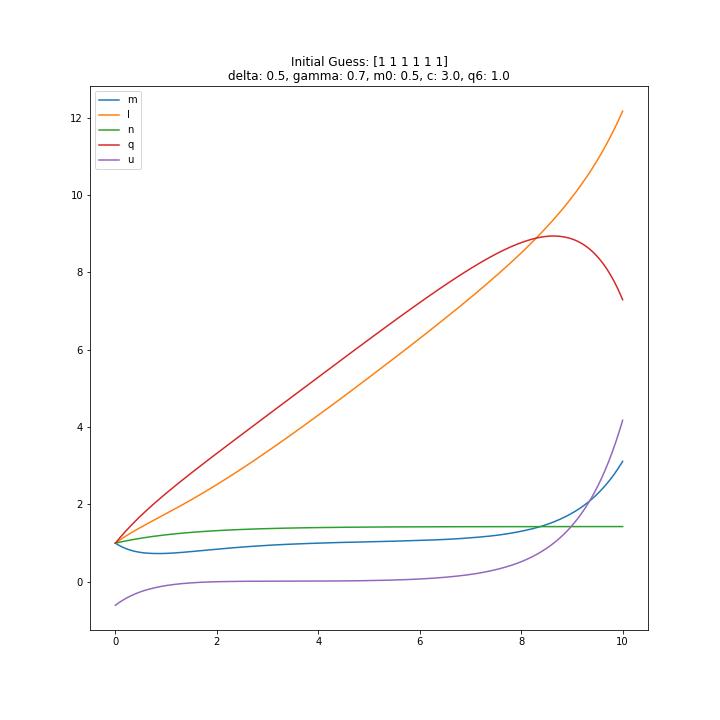 Initial Guess: [1 1 1 1 1 1]
delta: 0.5, gamma: 0.7, m0: 0.5, c: 3.0, q6: 1.0
m
l
n
q
u
12
10
8
6
4
2
0
0 2 4 6 8 10